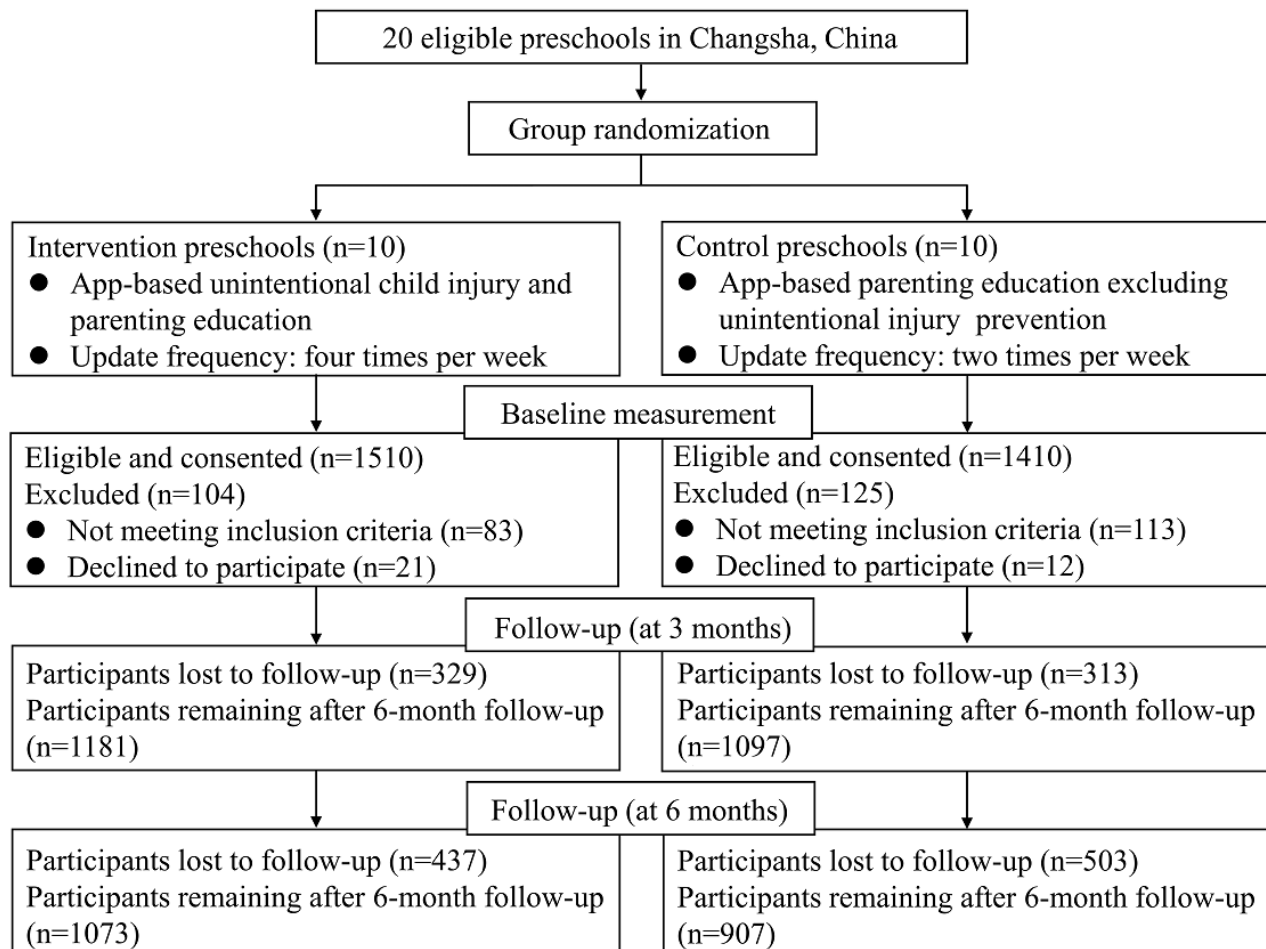 20 eligible preschools in Changsha, China
Group randomization
Intervention preschools (n=10)
● App-based unintentional child injury and
parenting education
● Update frequency: four times per week
Control preschools (n=10)
● App-based parenting education excluding
unintentional injury prevention
● Update frequency: two times per week
Baseline measurement
Eligible and consented (n=1510)
Excluded (n=104)
● Not meeting inclusion criteria (n=83)
● Declined to participate (n=21)
Eligible and consented (n=1410)
Excluded (n=125)
● Not meeting inclusion criteria (n=113)
● Declined to participate (n=12)
Follow-up (at 3 months)
Participants lost to follow-up (n=329)
Participants remaining after 6-month follow-up
(n=1181)
Participants lost to follow-up (n=313)
Participants remaining after 6-month follow-up
(n=1097)
Follow-up (at 6 months)
Participants lost to follow-up (n=437)
Participants remaining after 6-month follow-up
(n=1073)
Participants lost to follow-up (n=503)
Participants remaining after 6-month follow-up
(n=907)